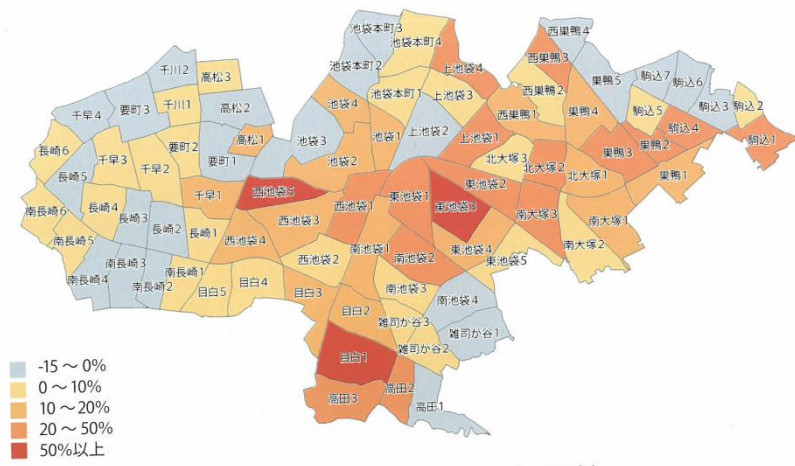 池袋本町3
池袋本町4
西巣鴨4
池袋本町2
上池袋4
西巣鴨3
千川2
高松3
巣鴨5
駒込7
駒込6
池袋本町1
上池袋3
西巣鴨2
千川1
高松2
池袋4
巣鴨4
駒込5
駒込3
駒込2
千早4
要町3
西巣鴨1
高松1
池袋3
池袋1
上池袋2
上池袋1
駒込4
駒込1
長崎6
千早3
要町2
要町1
池袋2
北大塚3
北大塚2
巣鴨3
巣鴨2
長崎5
千早2
北大塚1
巣鴨1
千早1
西池袋5
東池袋1
東池袋2
南長崎6
長崎4
西池袋1
東池袋3
南大塚3
南大塚1
長崎3
長崎2
長崎1
西池袋4
西池袋3
南長崎5
南池袋1
東池袋4
南大塚2
南長崎4
南長崎3
南長崎2
南長崎1
西池袋2
南池袋2
東池袋5
目白5
目白4
目白3
南池袋3
南池袋4
目白2
雑司が谷3
雑司が谷1
目白1
雑司が谷2
高田3
高田2
高田1
-15～0%
0～10%
10～20%
20～50%
50%以上